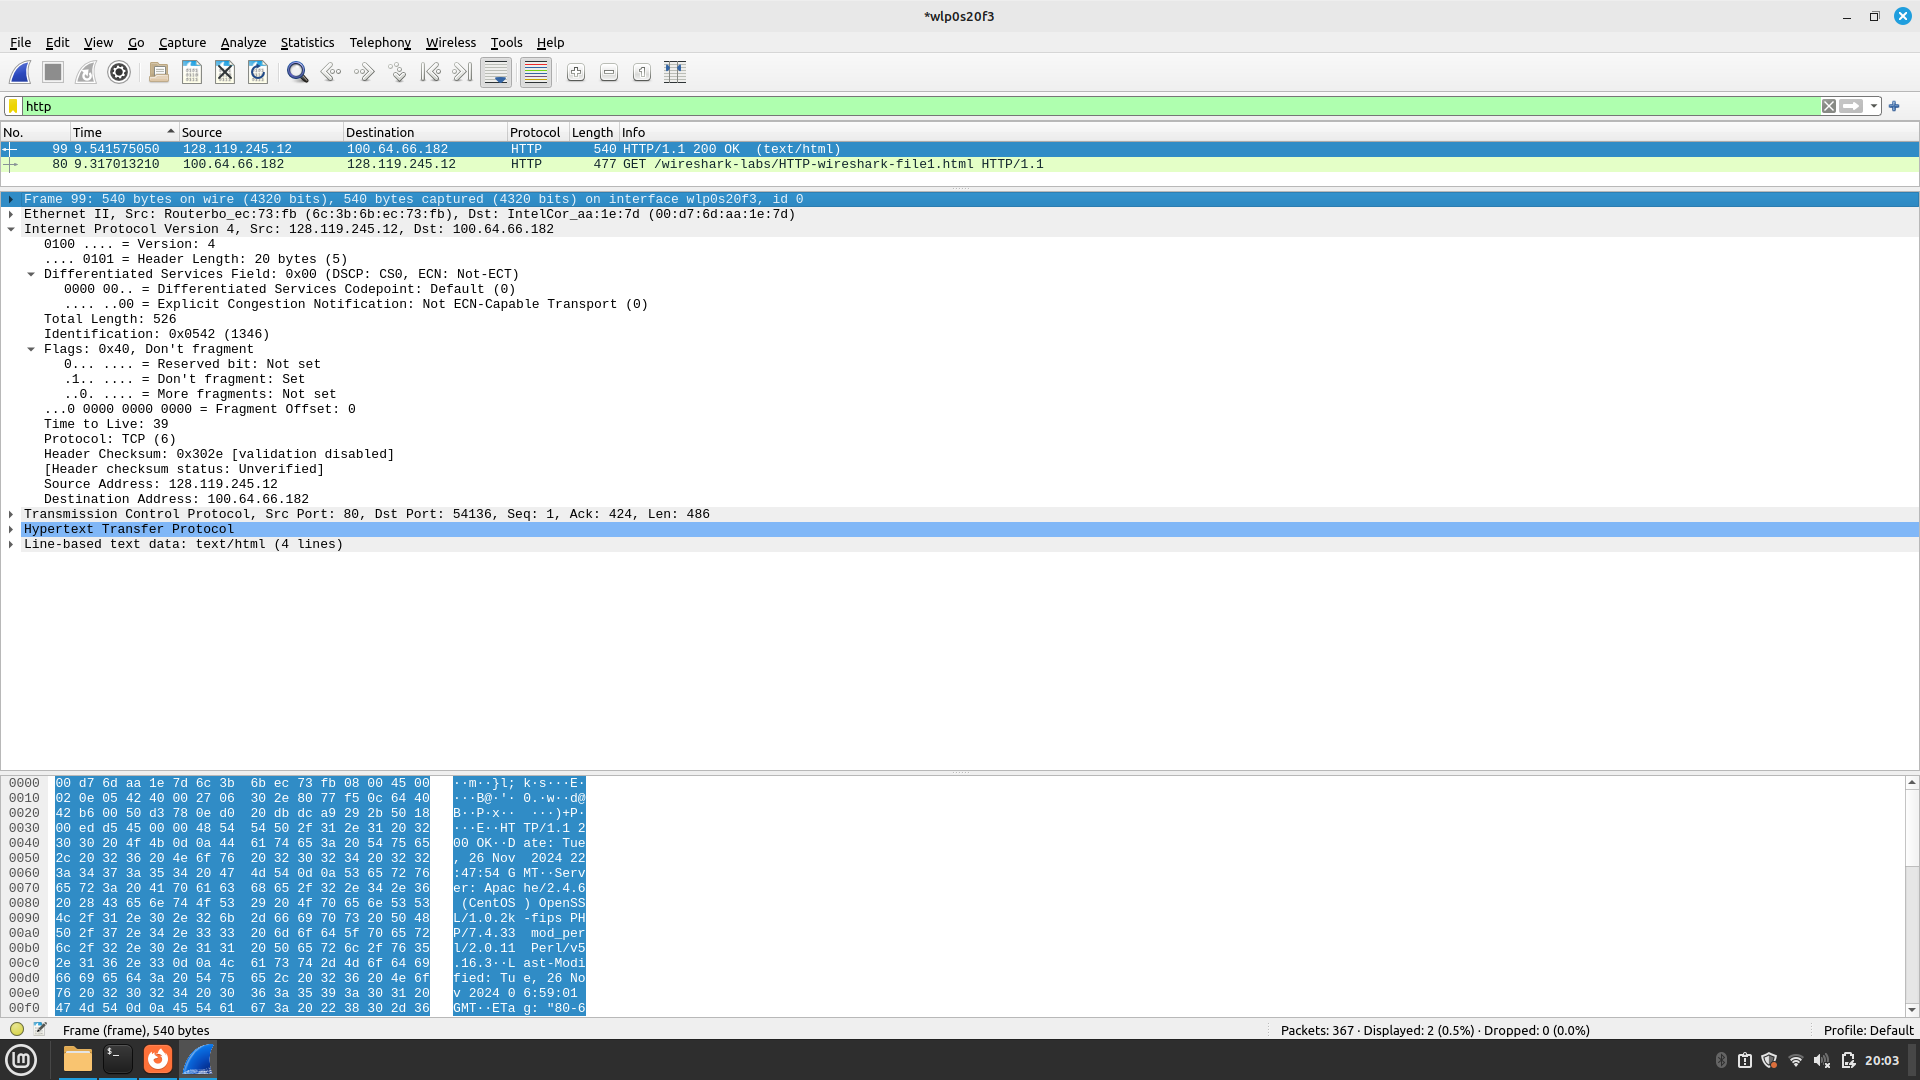 *wlp0s20f3
File Edit View Go Capture Analyze Statistics Telephony Wireless Tools Help
http
No. Time Source Destination Protocol Length Info
99 9.541575050 128.119.245.12 100.64.66.182 HTTP 540 HTTP/1.1 200 OK  (text/html)
80 9.317013210 100.64.66.182 128.119.245.12 HTTP 477 GET /wireshark-labs/HTTP-wireshark-file1.html HTTP/1.1
Frame 99: 540 bytes on wire (4320 bits), 540 bytes captured (4320 bits) on interface wlp0s20f3, id 0
Ethernet II, Src: Routerbo_ec:73:fb (6c:3b:6b:ec:73:fb), Dst: IntelCor_aa:1e:7d (00:d7:6d:aa:1e:7d)
Internet Protocol Version 4, Src: 128.119.245.12, Dst: 100.64.66.182
0100 .... = Version: 4
.... 0101 = Header Length: 20 bytes (5)
Differentiated Services Field: 0x00 (DSCP: CS0, ECN: Not-ECT)
0000 00.. = Differentiated Services Codepoint: Default (0)
.... ..00 = Explicit Congestion Notification: Not ECN-Capable Transport (0)
Total Length: 526
Identification: 0x0542 (1346)
Flags: 0x40, Don't fragment
0... .... = Reserved bit: Not set
.1.. .... = Don't fragment: Set
..0. .... = More fragments: Not set
...0 0000 0000 0000 = Fragment Offset: 0
Time to Live: 39
Protocol: TCP (6)
Header Checksum: 0x302e [validation disabled]
[Header checksum status: Unverified]
Source Address: 128.119.245.12
Destination Address: 100.64.66.182
Transmission Control Protocol, Src Port: 80, Dst Port: 54136, Seq: 1, Ack: 424, Len: 486
Hypertext Transfer Protocol
Line-based text data: text/html (4 lines)
0000 00 d7 6d aa 1e 7d 6c 3b 6b ec 73 fb 08 00 45 00 ··m··}l; k·s···E·
0010 02 0e 05 42 40 00 27 06 30 2e 80 77 f5 0c 64 40 ···B@·'· 0.·w··d@
0020 42 b6 00 50 d3 78 0e d0 20 db dc a9 29 2b 50 18 B··P·x·· ···)+P·
0030 00 ed d5 45 00 00 48 54 54 50 2f 31 2e 31 20 32 ···E··HT TP/1.1 2
0040 30 30 20 4f 4b 0d 0a 44 61 74 65 3a 20 54 75 65 00 OK··D ate: Tue
0050 2c 20 32 36 20 4e 6f 76 20 32 30 32 34 20 32 32 , 26 Nov  2024 22
0060 3a 34 37 3a 35 34 20 47 4d 54 0d 0a 53 65 72 76 :47:54 G MT··Serv
0070 65 72 3a 20 41 70 61 63 68 65 2f 32 2e 34 2e 36 er: Apac he/2.4.6
0080 20 28 43 65 6e 74 4f 53 29 20 4f 70 65 6e 53 53 (CentOS ) OpenSS
0090 4c 2f 31 2e 30 2e 32 6b 2d 66 69 70 73 20 50 48 L/1.0.2k -fips PH
00a0 50 2f 37 2e 34 2e 33 33 20 6d 6f 64 5f 70 65 72 P/7.4.33  mod_per
00b0 6c 2f 32 2e 30 2e 31 31 20 50 65 72 6c 2f 76 35 l/2.0.11  Perl/v5
00c0 2e 31 36 2e 33 0d 0a 4c 61 73 74 2d 4d 6f 64 69 .16.3··L ast-Modi
00d0 66 69 65 64 3a 20 54 75 65 2c 20 32 36 20 4e 6f fied: Tu e, 26 No
00e0 76 20 32 30 32 34 20 30 36 3a 35 39 3a 30 31 20 v 2024 0 6:59:01
00f0 47 4d 54 0d 0a 45 54 61 67 3a 20 22 38 30 2d 36 GMT··ETa g: "80-6
Frame (frame), 540 bytes Packets: 367 · Displayed: 2 (0.5%) · Dropped: 0 (0.0%) Profile: Default
20:03